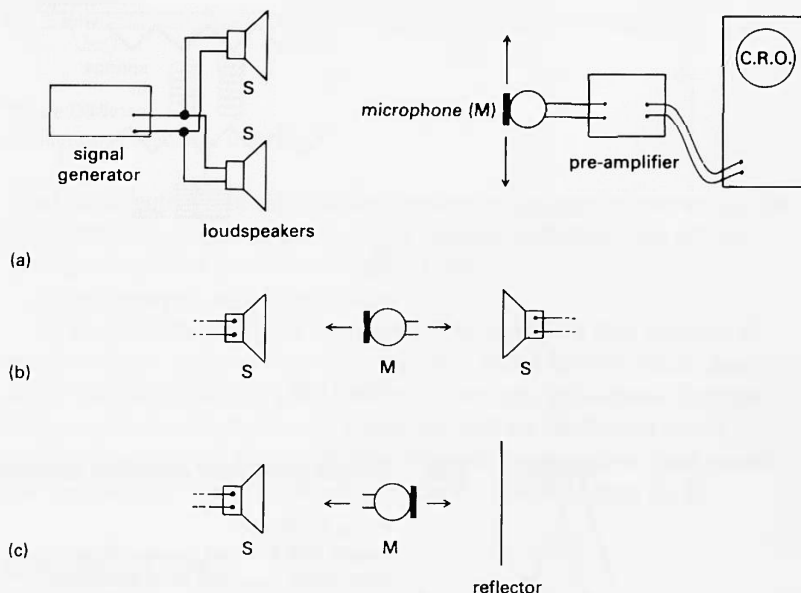 S
C.R.O.
microphone (M)
S
signal
generator
pre-amplifier
loudspeakers
(a)
(b)
S
M
S
(c)
S
M
reflector